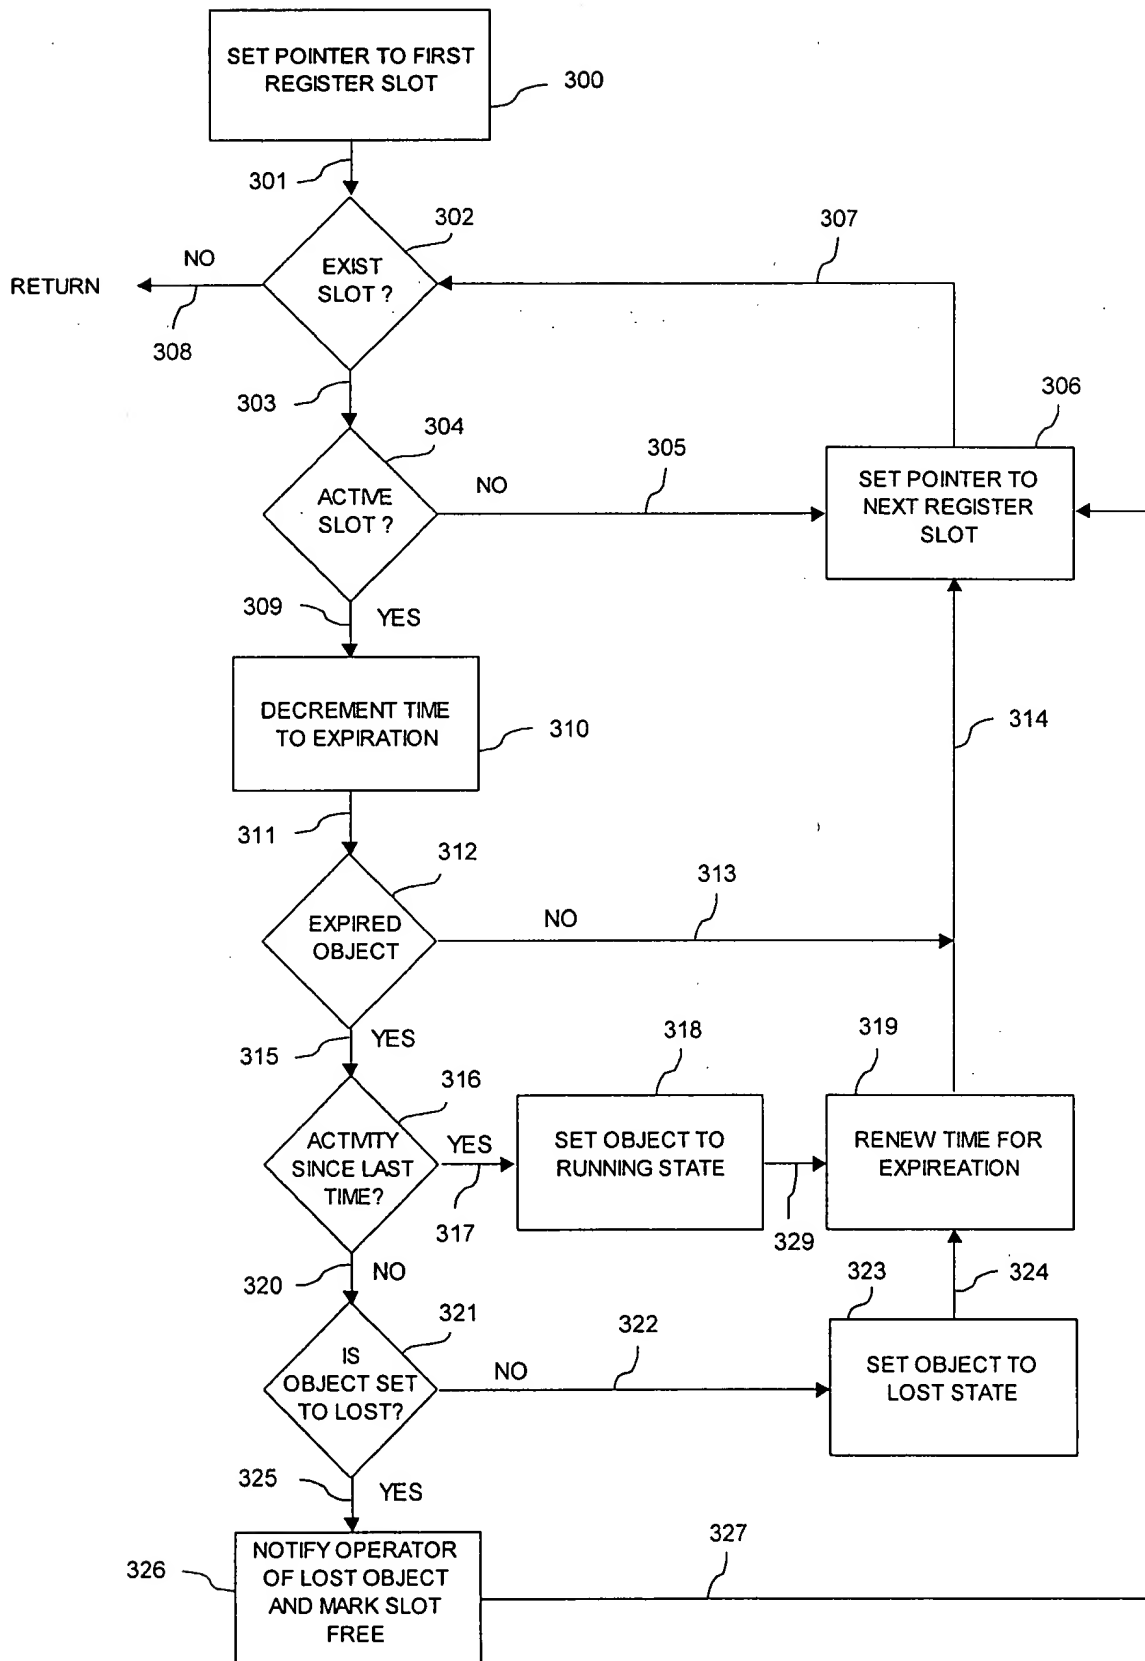 SET POINTER TO FIRST
REGISTER SLOT
300
301
302
307
EXIST
SLOT ?
NO
RETURN
308
303
304
305
306
ACTIVE
SLOT ?
NO
SET POINTER TO
NEXT REGISTER
SLOT
309
YES
DECREMENT TIME
TO EXPIRATION
310
314
311
312
313
EXPIRED
OBJECT
NO
315
YES
316
318
319
ACTIVITY
SINCE LAST
TIME?
YES
317
SET OBJECT TO
RUNNING STATE
329
RENEW TIME FOR
EXPIREATION
320
NO
321
322
323
324
IS
OBJECT SET
TO LOST?
NO
SET OBJECT TO
LOST STATE
325
YES
326
NOTIFY OPERATOR
OF LOST OBJECT
AND MARK SLOT
FREE
327